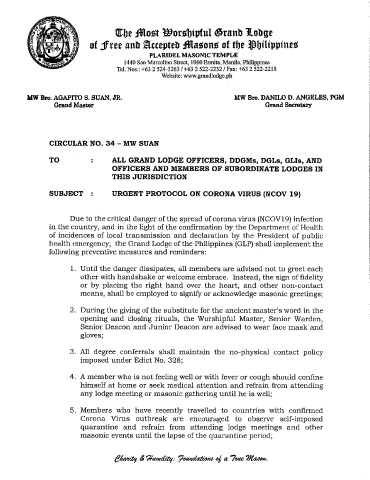 The Most Worshipful Grand Lodge
of Free and Accepted Masons of the Philippines
PLARIDEL MASONIC TEMPLE
1440 San Marcelino Street, 1000 Ermita, Manila, Philippines
Tel. Nos.: +63 2 524-3263 / +63 2 522-2232 / Fax: +63 2 522-2218
Website: www.grandlodge.ph
MW Bro. AGAPITO S. SUAN, JR.
Grand Master
MW Bro. DANILO D. ANGELES, PGM
Grand Secretary
CIRCULAR NO. 34 – MW SUAN
TO : ALL GRAND LODGE OFFICERS, DDGMs, DGLs, GLIs, AND
OFFICERS AND MEMBERS OF SUBORDINATE LODGES IN
THIS JURISDICTION
SUBJECT : URGENT PROTOCOL ON CORONA VIRUS (NCOV 19)
Due to the critical danger of the spread of corona virus (NCOV19) infection
in the country, and in the light of the confirmation by the Department of Health
of incidences of local transmission and declaration by the President of public
health emergency, the Grand Lodge of the Philippines (GLP) shall implement the
following preventive measures and reminders:
1. Until the danger dissipates, all members are advised not to greet each
other with handshake or welcome embrace. Instead, the sign of fidelity
or by placing the right hand over the heart, and other non-contact
means, shall be employed to signify or acknowledge masonic greetings;
2. During the giving of the substitute for the ancient master's word in the
opening and closing rituals, the Worshipful Master, Senior Warden,
Senior Deacon and Junior Deacon are advised to wear face mask and
gloves;
3. All degree conferrals shall maintain the no-physical contact policy
imposed under Edict No. 328;
4. A member who is not feeling well or with fever or cough should confine
himself at home or seek medical attention and refrain from attending
any lodge meeting or masonic gathering until he is well;
5. Members who have recently travelled to countries with confirmed
Corona Virus outbreak are encouraged to observe self-imposed
quarantine and refrain from attending lodge meetings and other
masonic events until the lapse of the quarantine period;
Charity & Humility: Foundations of a True Mason.